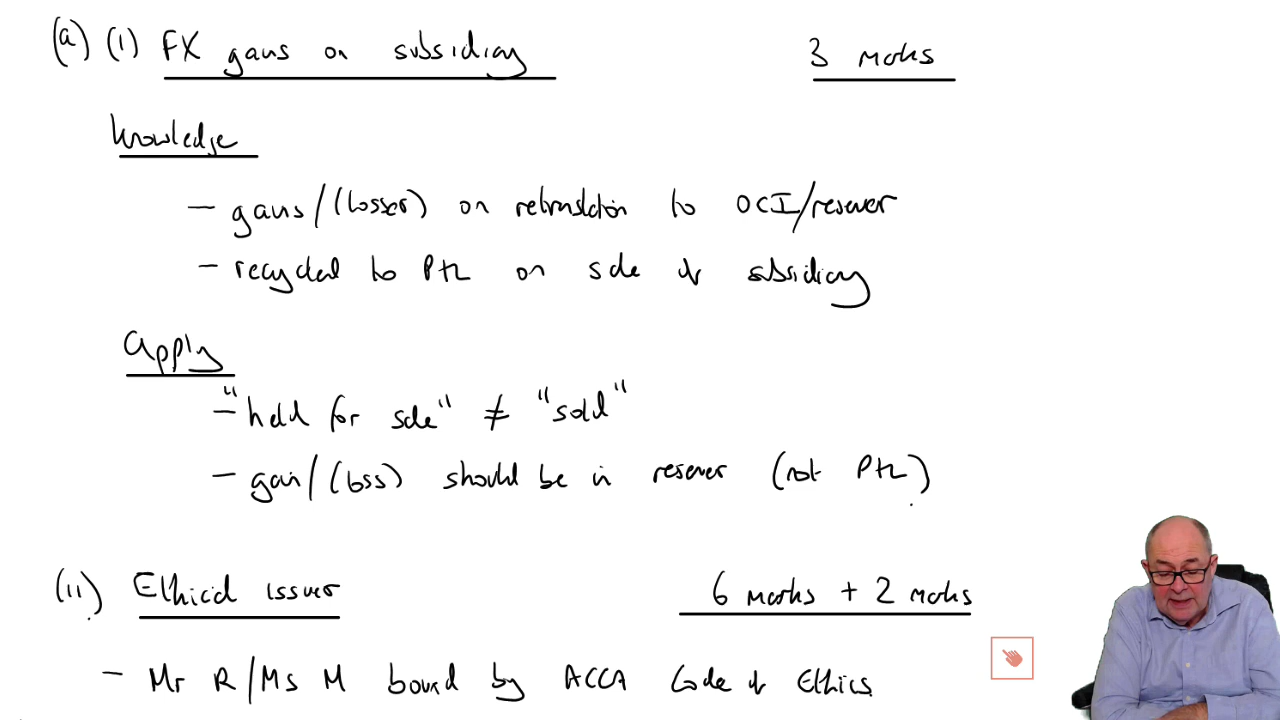 (a) (i) FX gains on subsidiary 3 marks
Knowledge
- gains/(losses) on retranslation to OCI/reserves
- recycled to P+L on sale of subsidiary
Apply
- "held for sale" ≠ "sold"
- gain/(loss) should be in reserves (not P+L)
(ii) Ethical issues 6 marks + 2 marks
- Mr R/Ms M bound by ACCA Code of Ethics